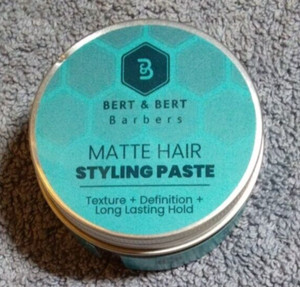 B
BERT & BERT
Barbers
MATTE HAIR
STYLING PASTE
Texture + Definition +
Long Lasting Hold